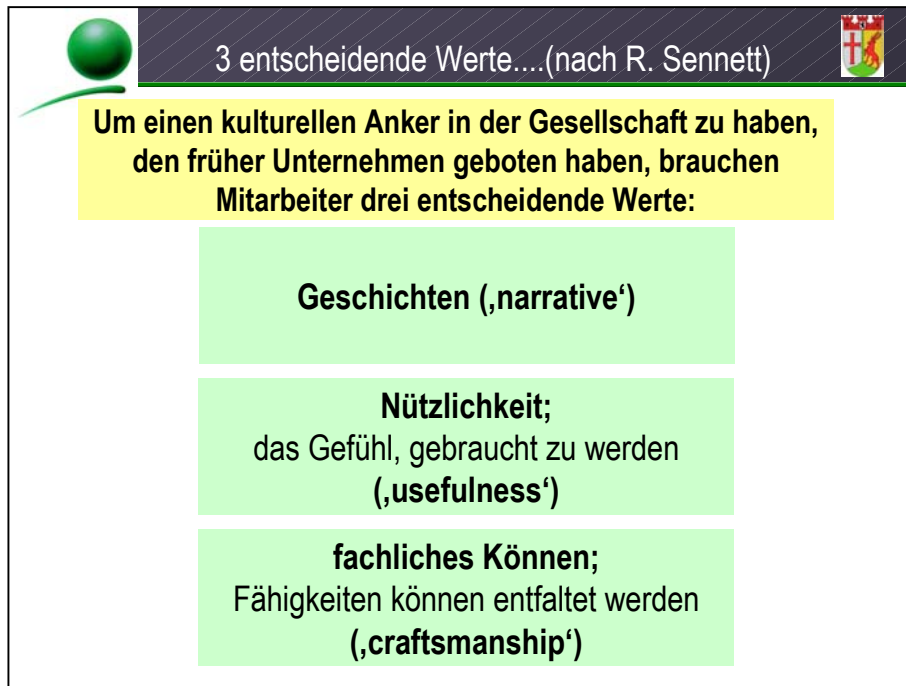 3 entscheidende Werte....(nach R. Sennett)
Um einen kulturellen Anker in der Gesellschaft zu haben,
den früher Unternehmen geboten haben, brauchen
Mitarbeiter drei entscheidende Werte:
Geschichten (‚narrative‘)
Nützlichkeit;
das Gefühl, gebraucht zu werden
(‚usefulness‘)
fachliches Können;
Fähigkeiten können entfaltet werden
(‚craftsmanship‘)